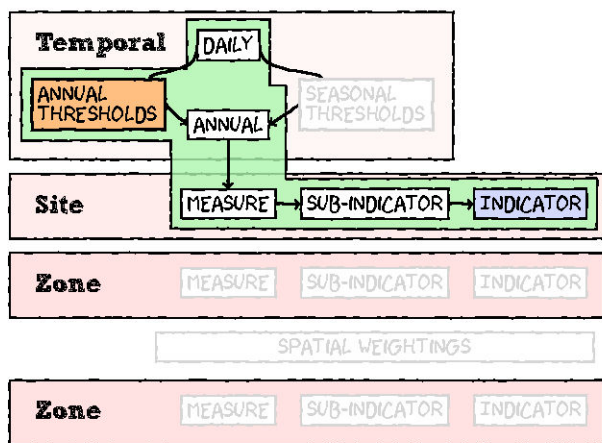 Temporal
DAILY
ANNUAL
THRESHOLDS
SEASONAL
THRESHOLDS
ANNUAL
Site
MEASURE
SUB-INDICATOR
INDICATOR
Zone
MEASURE
SUB-INDICATOR
INDICATOR
SPATIAL WEIGHTINGS
Zone
MEASURE
SUB-INDICATOR
INDICATOR